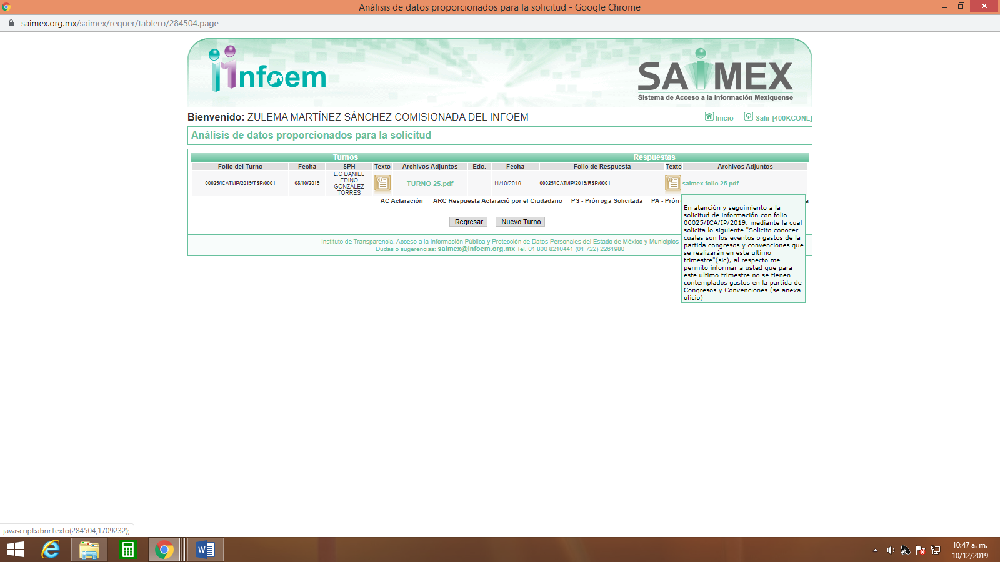 Análisis de datos proporcionados para la solicitud - Google Chrome
saimex.org.mx/saimex/requer/tablero/284504.page
infoem
SAIMEX
Sistema de Acceso a la Información Mexiquense
Bienvenido: ZULEMA MARTÍNEZ SÁNCHEZ COMISIONADA DEL INFOEM
Inicio Salir [400KCONL]
Análisis de datos proporcionados para la solicitud
Turnos Respuestas
Folio del Turno Fecha SPH Texto Archivos Adjuntos Edo. Fecha Folio de Respuesta Texto Archivos Adjuntos
00025/ICATI/IP/2019/TSP/0001 08/10/2019 L.C DANIEL EDIÑO GONZÁLEZ TORRES TURNO 25.pdf 11/10/2019 00025/ICATI/IP/2019/RSP/0001 saimex folio 25.pdf
AC Aclaración ARC Respuesta Aclaració por el Ciudadano PS - Prórroga Solicitada PA - Prórr a
Regresar Nuevo Turno
Instituto de Transparencia, Acceso a la Información Pública y Protección de Datos Personales del Estado de México y Municipios
Dudas o sugerencias: saimex@infoem.org.mx Tel. 01 800 8210441 (01 722) 2261980
En atención y seguimiento a la
solicitud de información con folio
00025/ICA/IP/2019, mediante la cual
solicita lo siguiente "Solicito conocer
cuales son los eventos o gastos de la
partida congresos y convenciones que
se realizarán en este ultimo
trimestre"(sic), al respecto me
permito informar a usted que para
este ultimo trimestre no se tienen
contemplados gastos en la partida de
Congresos y Convenciones (se anexa
oficio)
javascript:abrirTexto(284504,1709232);
10:47 a. m.
10/12/2019